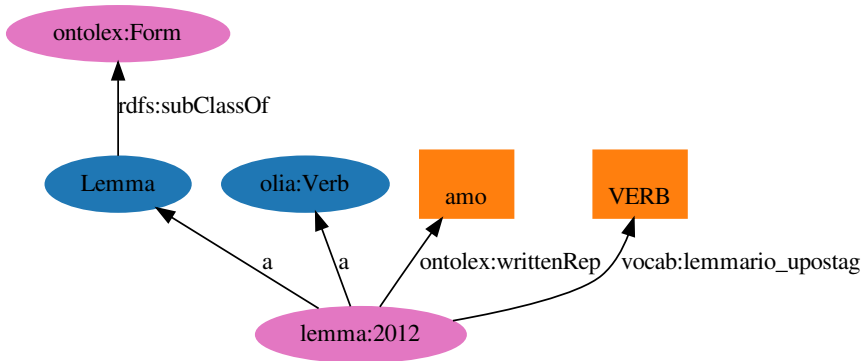 ontolex:Form
rdfs:subClassOf
Lemma
olia:Verb
amo
VERB
a
a
ontolex:writtenRep
vocab:lemmario_upostag
lemma:2012